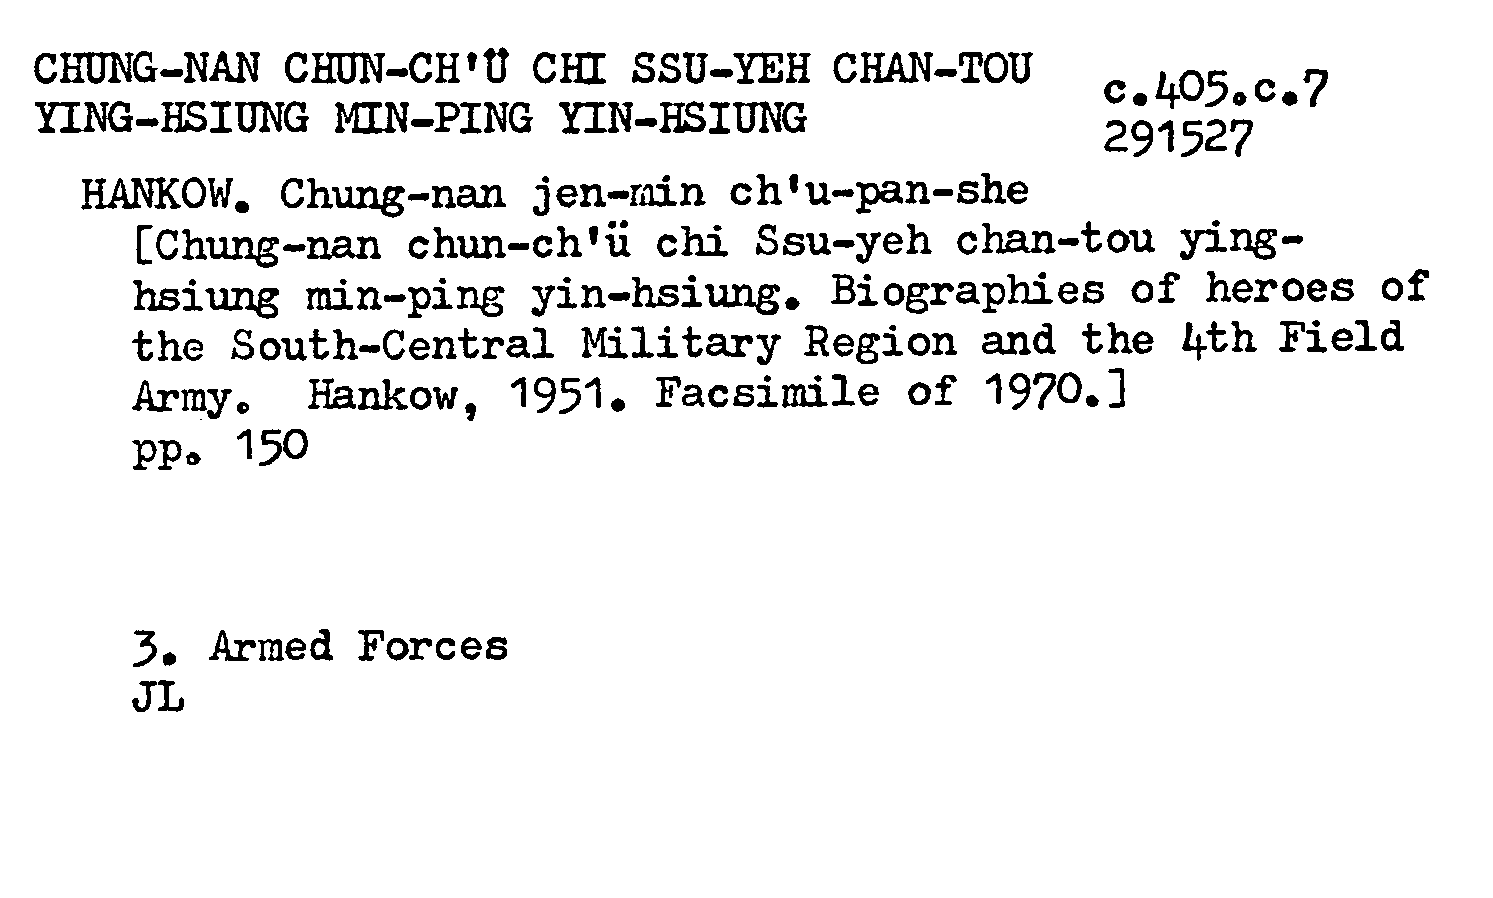 CHUNG-NAN CHUN-CH'Ü CHI SSU-YEH CHAN-TOU
YING-HSIUNG MIN-PING YIN-HSIUNG
c.405.c.7
291527
HANKOW. Chung-nan jen-min ch'u-pan-she
[Chung-nan chun-ch'ü chi Ssu-yeh chan-tou ying-
hsiung min-ping yin-hsiung. Biographies of heroes of
the South-Central Military Region and the 4th Field
Army. Hankow, 1951. Facsimile of 1970.]
pp. 150
3. Armed Forces
JL